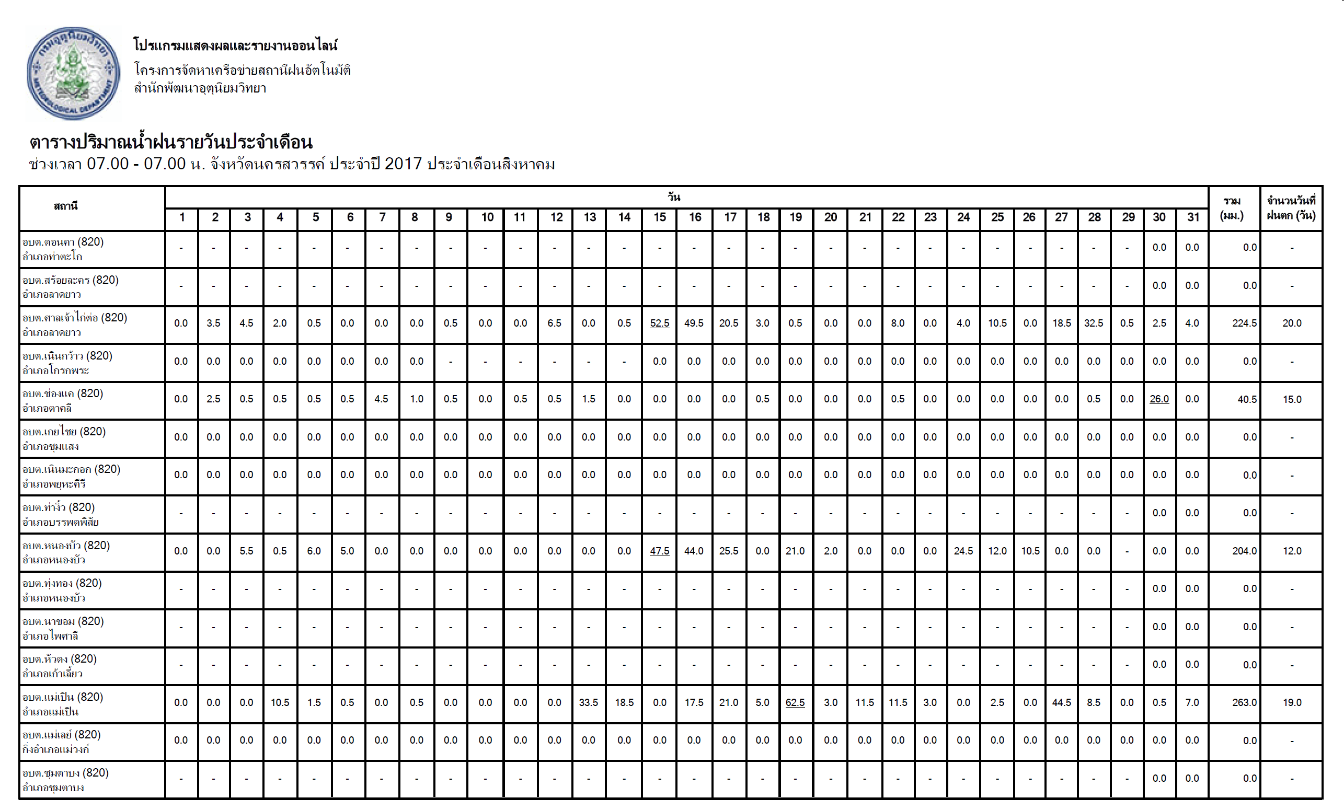 กรมอุตุนิยมวิทยา
METEOROLOGICAL DEPARTMENT
โปรแกรมแสดงผลและรายงานออนไลน์
โครงการจัดหาเครือข่ายสถานีฝนอัตโนมัติ
สำนักพัฒนาอุตุนิยมวิทยา
ตารางปริมาณน้ำฝนรายวันประจำเดือน
ช่วงเวลา 07.00 - 07.00 น. จังหวัดนครสวรรค์ ประจำปี 2017 ประจำเดือนสิงหาคม
สถานี วัน รวม (มม.) จำนวนวันที่ฝนตก (วัน)
1 2 3 4 5 6 7 8 9 10 11 12 13 14 15 16 17 18 19 20 21 22 23 24 25 26 27 28 29 30 31
อบต.ดอนคา (820)
อำเภอท่าตะโก
- - - - - - - - - - - - - - - - - - - - - - - - - - - - - 0.0 0.0 0.0 -
อบต.สร้อยละคร (820)
อำเภอลาดยาว
- - - - - - - - - - - - - - - - - - - - - - - - - - - - - 0.0 0.0 0.0 -
อบต.ศาลเจ้าไก่ต่อ (820)
อำเภอลาดยาว
0.0 3.5 4.5 2.0 0.5 0.0 0.0 0.0 0.5 0.0 0.0 6.5 0.0 0.5 52.5 49.5 20.5 3.0 0.5 0.0 0.0 8.0 0.0 4.0 10.5 0.0 18.5 32.5 0.5 2.5 4.0 224.5 20.0
อบต.เนินกว้าว (820)
อำเภอโกรกพระ
0.0 0.0 0.0 0.0 0.0 0.0 0.0 0.0 - - - - - - 0.0 0.0 0.0 0.0 0.0 0.0 0.0 0.0 0.0 0.0 0.0 0.0 0.0 0.0 0.0 0.0 0.0 0.0 -
อบต.ช่องแค (820)
อำเภอตาคลี
0.0 2.5 0.5 0.5 0.5 0.5 4.5 1.0 0.5 0.0 0.5 0.5 1.5 0.0 0.0 0.0 0.0 0.5 0.0 0.0 0.0 0.5 0.0 0.0 0.0 0.0 0.0 0.5 0.0 26.0 0.0 40.5 15.0
อบต.เกยไชย (820)
อำเภอชุมแสง
0.0 0.0 0.0 0.0 0.0 0.0 0.0 0.0 0.0 0.0 0.0 0.0 0.0 0.0 0.0 0.0 0.0 0.0 0.0 0.0 0.0 0.0 0.0 0.0 0.0 0.0 0.0 0.0 0.0 0.0 0.0 0.0 -
อบต.เนินมะกอก (820)
อำเภอพยุหะคีรี
0.0 0.0 0.0 0.0 0.0 0.0 0.0 0.0 0.0 0.0 0.0 0.0 0.0 0.0 0.0 0.0 0.0 0.0 0.0 0.0 0.0 0.0 0.0 0.0 0.0 0.0 0.0 0.0 0.0 0.0 0.0 0.0 -
อบต.ท่างิ้ว (820)
อำเภอบรรพตพิสัย
- - - - - - - - - - - - - - - - - - - - - - - - - - - - - 0.0 0.0 0.0 -
อบต.หนองบัว (820)
อำเภอหนองบัว
0.0 0.0 5.5 0.5 6.0 5.0 0.0 0.0 0.0 0.0 0.0 0.0 0.0 0.0 47.5 44.0 25.5 0.0 21.0 2.0 0.0 0.0 0.0 24.5 12.0 10.5 0.0 0.0 - 0.0 0.0 204.0 12.0
อบต.ทุ่งทอง (820)
อำเภอหนองบัว
- - - - - - - - - - - - - - - - - - - - - - - - - - - - - 0.0 0.0 0.0 -
อบต.นาขอม (820)
อำเภอไพศาลี
- - - - - - - - - - - - - - - - - - - - - - - - - - - - - 0.0 0.0 0.0 -
อบต.หัวดง (820)
อำเภอเก้าเลี้ยว
- - - - - - - - - - - - - - - - - - - - - - - - - - - - - 0.0 0.0 0.0 -
อบต.แม่เปิน (820)
อำเภอแม่เปิน
0.0 0.0 0.0 10.5 1.5 0.5 0.0 0.5 0.0 0.0 0.0 0.0 33.5 18.5 0.0 17.5 21.0 5.0 62.5 3.0 11.5 11.5 3.0 0.0 2.5 0.0 44.5 8.5 0.0 0.5 7.0 263.0 19.0
อบต.แม่เลย์ (820)
กิ่งอำเภอแม่วงก์
0.0 0.0 0.0 0.0 0.0 0.0 0.0 0.0 0.0 0.0 0.0 0.0 0.0 0.0 0.0 0.0 0.0 0.0 0.0 0.0 0.0 0.0 0.0 0.0 0.0 0.0 0.0 0.0 0.0 0.0 0.0 0.0 -
อบต.ชุมตาบง (820)
อำเภอชุมตาบง
- - - - - - - - - - - - - - - - - - - - - - - - - - - - - 0.0 0.0 0.0 -